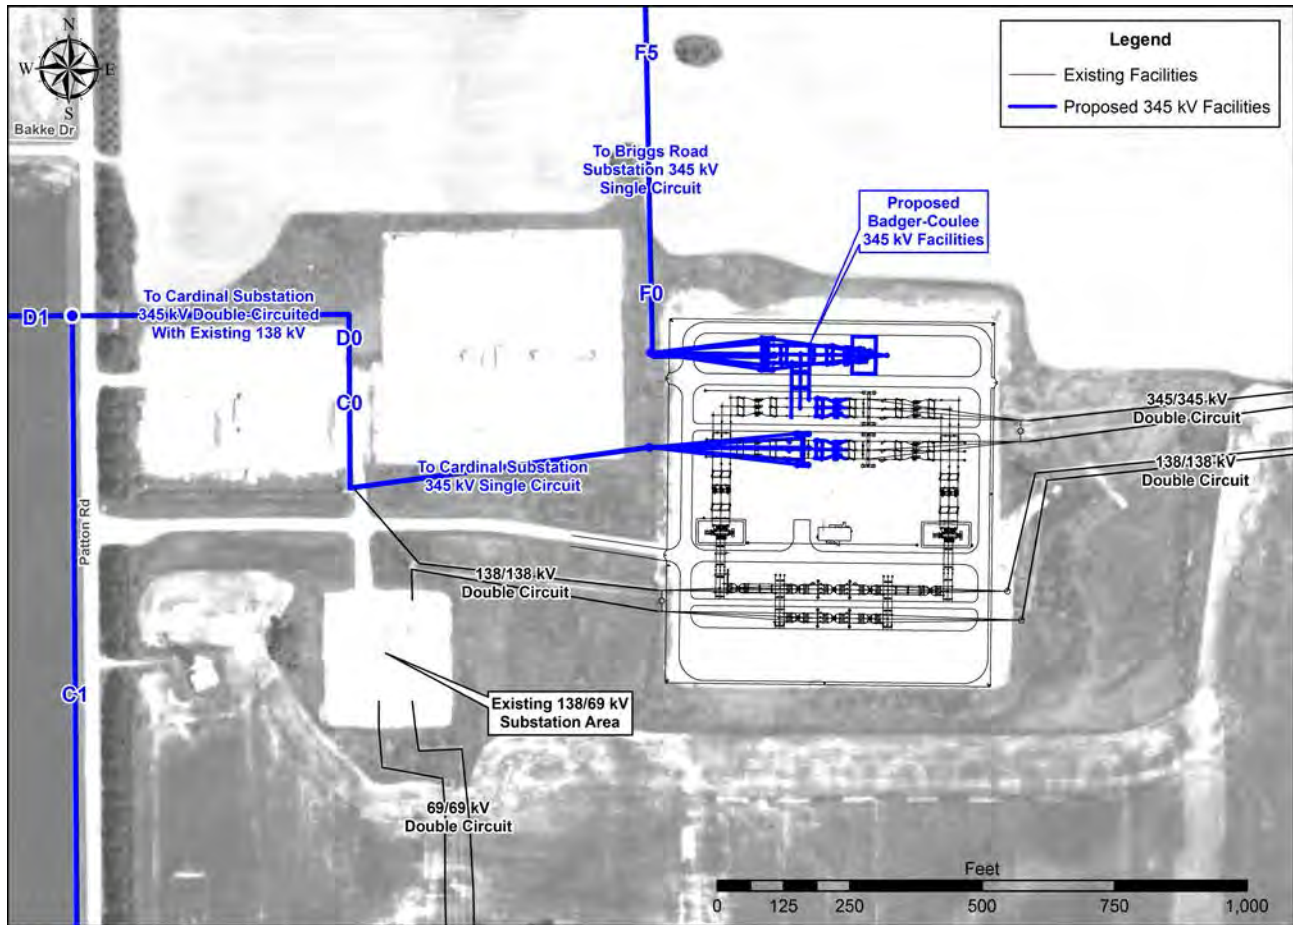 N
W
E
S
Bakke Dr
F5
Legend
Existing Facilities
Proposed 345 kV Facilities
To Briggs Road
Substation 345 kV
Single Circuit
Proposed
Badger-Coulee
345 kV Facilities
F0
To Cardinal Substation
345 kV Double-Circuited
With Existing 138 kV
D1
D0
C0
345/345 kV
Double Circuit
To Cardinal Substation
345 kV Single Circuit
138/138 kV
Double Circuit
Patton Rd
138/138 kV
Double Circuit
C1
Existing 138/69 kV
Substation Area
69/69 kV
Double Circuit
Feet
0
125
250
500
750
1,000